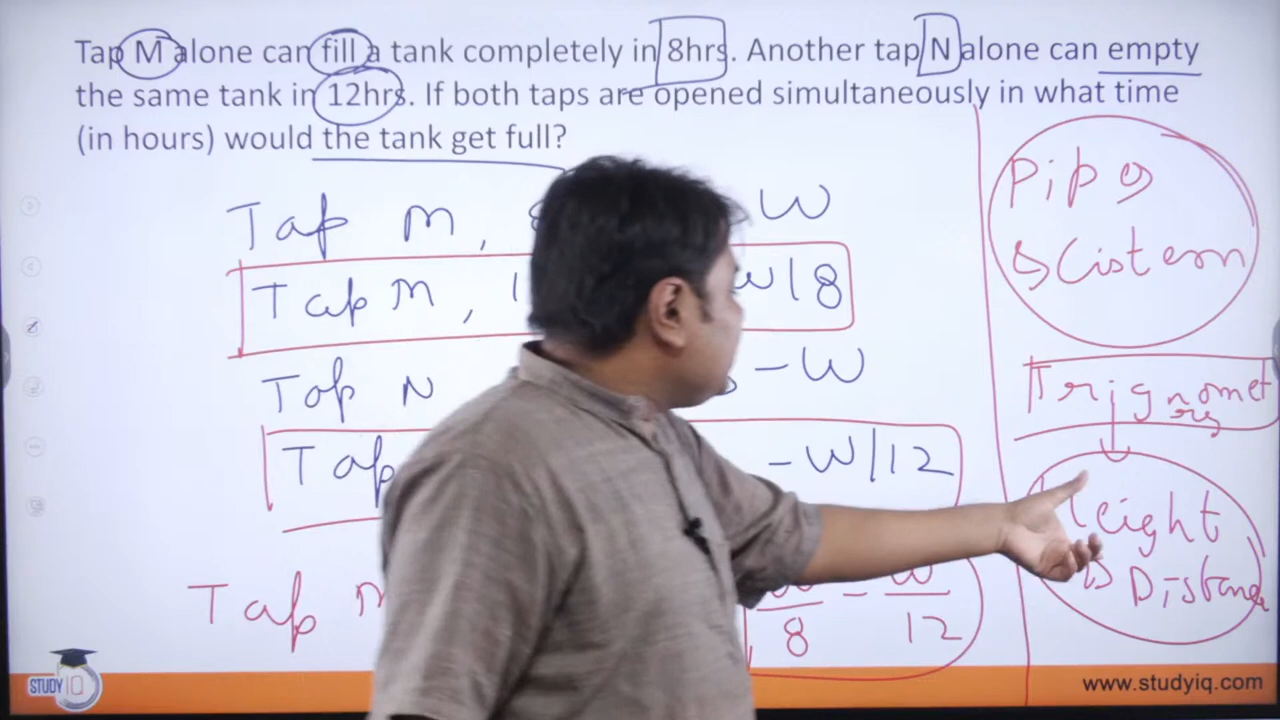 Tap M alone can fill a tank completely in 8hrs. Another tap N alone can empty
the same tank in 12hrs. If both taps are opened simultaneously in what time
(in hours) would the tank get full?
Tap M, W
Tap M, 1 W/8
Tap N - W
Tap - W/12
Tap M W/8 - W/12
Pipe
& Cistern
Trignometry
Height
& Distance
STUDY IQ
www.studyiq.com